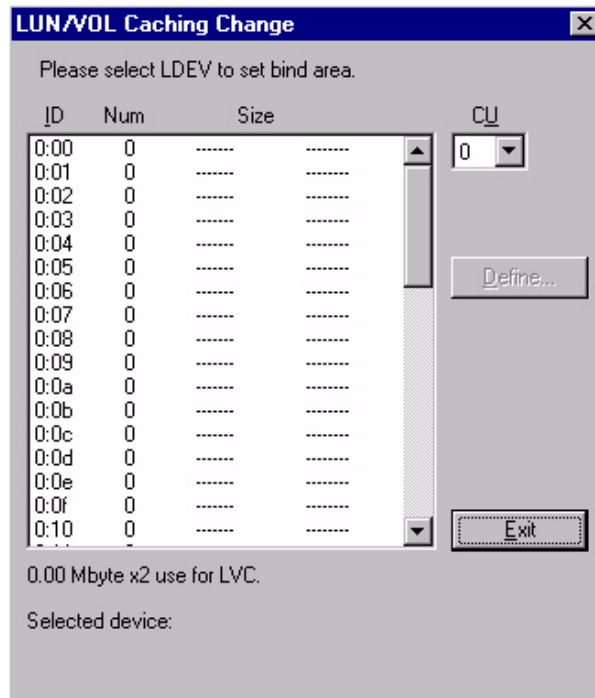 LUN/VOL Caching Change
Please select LDEV to set bind area.
ID Num Size CU
0:00 0 ------ ------- 0
0:01 0 ------ -------
0:02 0 ------ -------
0:03 0 ------ -------
0:04 0 ------ -------
0:05 0 ------ -------
0:06 0 ------ ------- Define...
0:07 0 ------ -------
0:08 0 ------ -------
0:09 0 ------ -------
0:0a 0 ------ -------
0:0b 0 ------ -------
0:0c 0 ------ -------
0:0d 0 ------ -------
0:0e 0 ------ -------
0:0f 0 ------ -------
0:10 0 ------ ------- Exit
0.00 Mbyte x2 use for LVC.
Selected device: